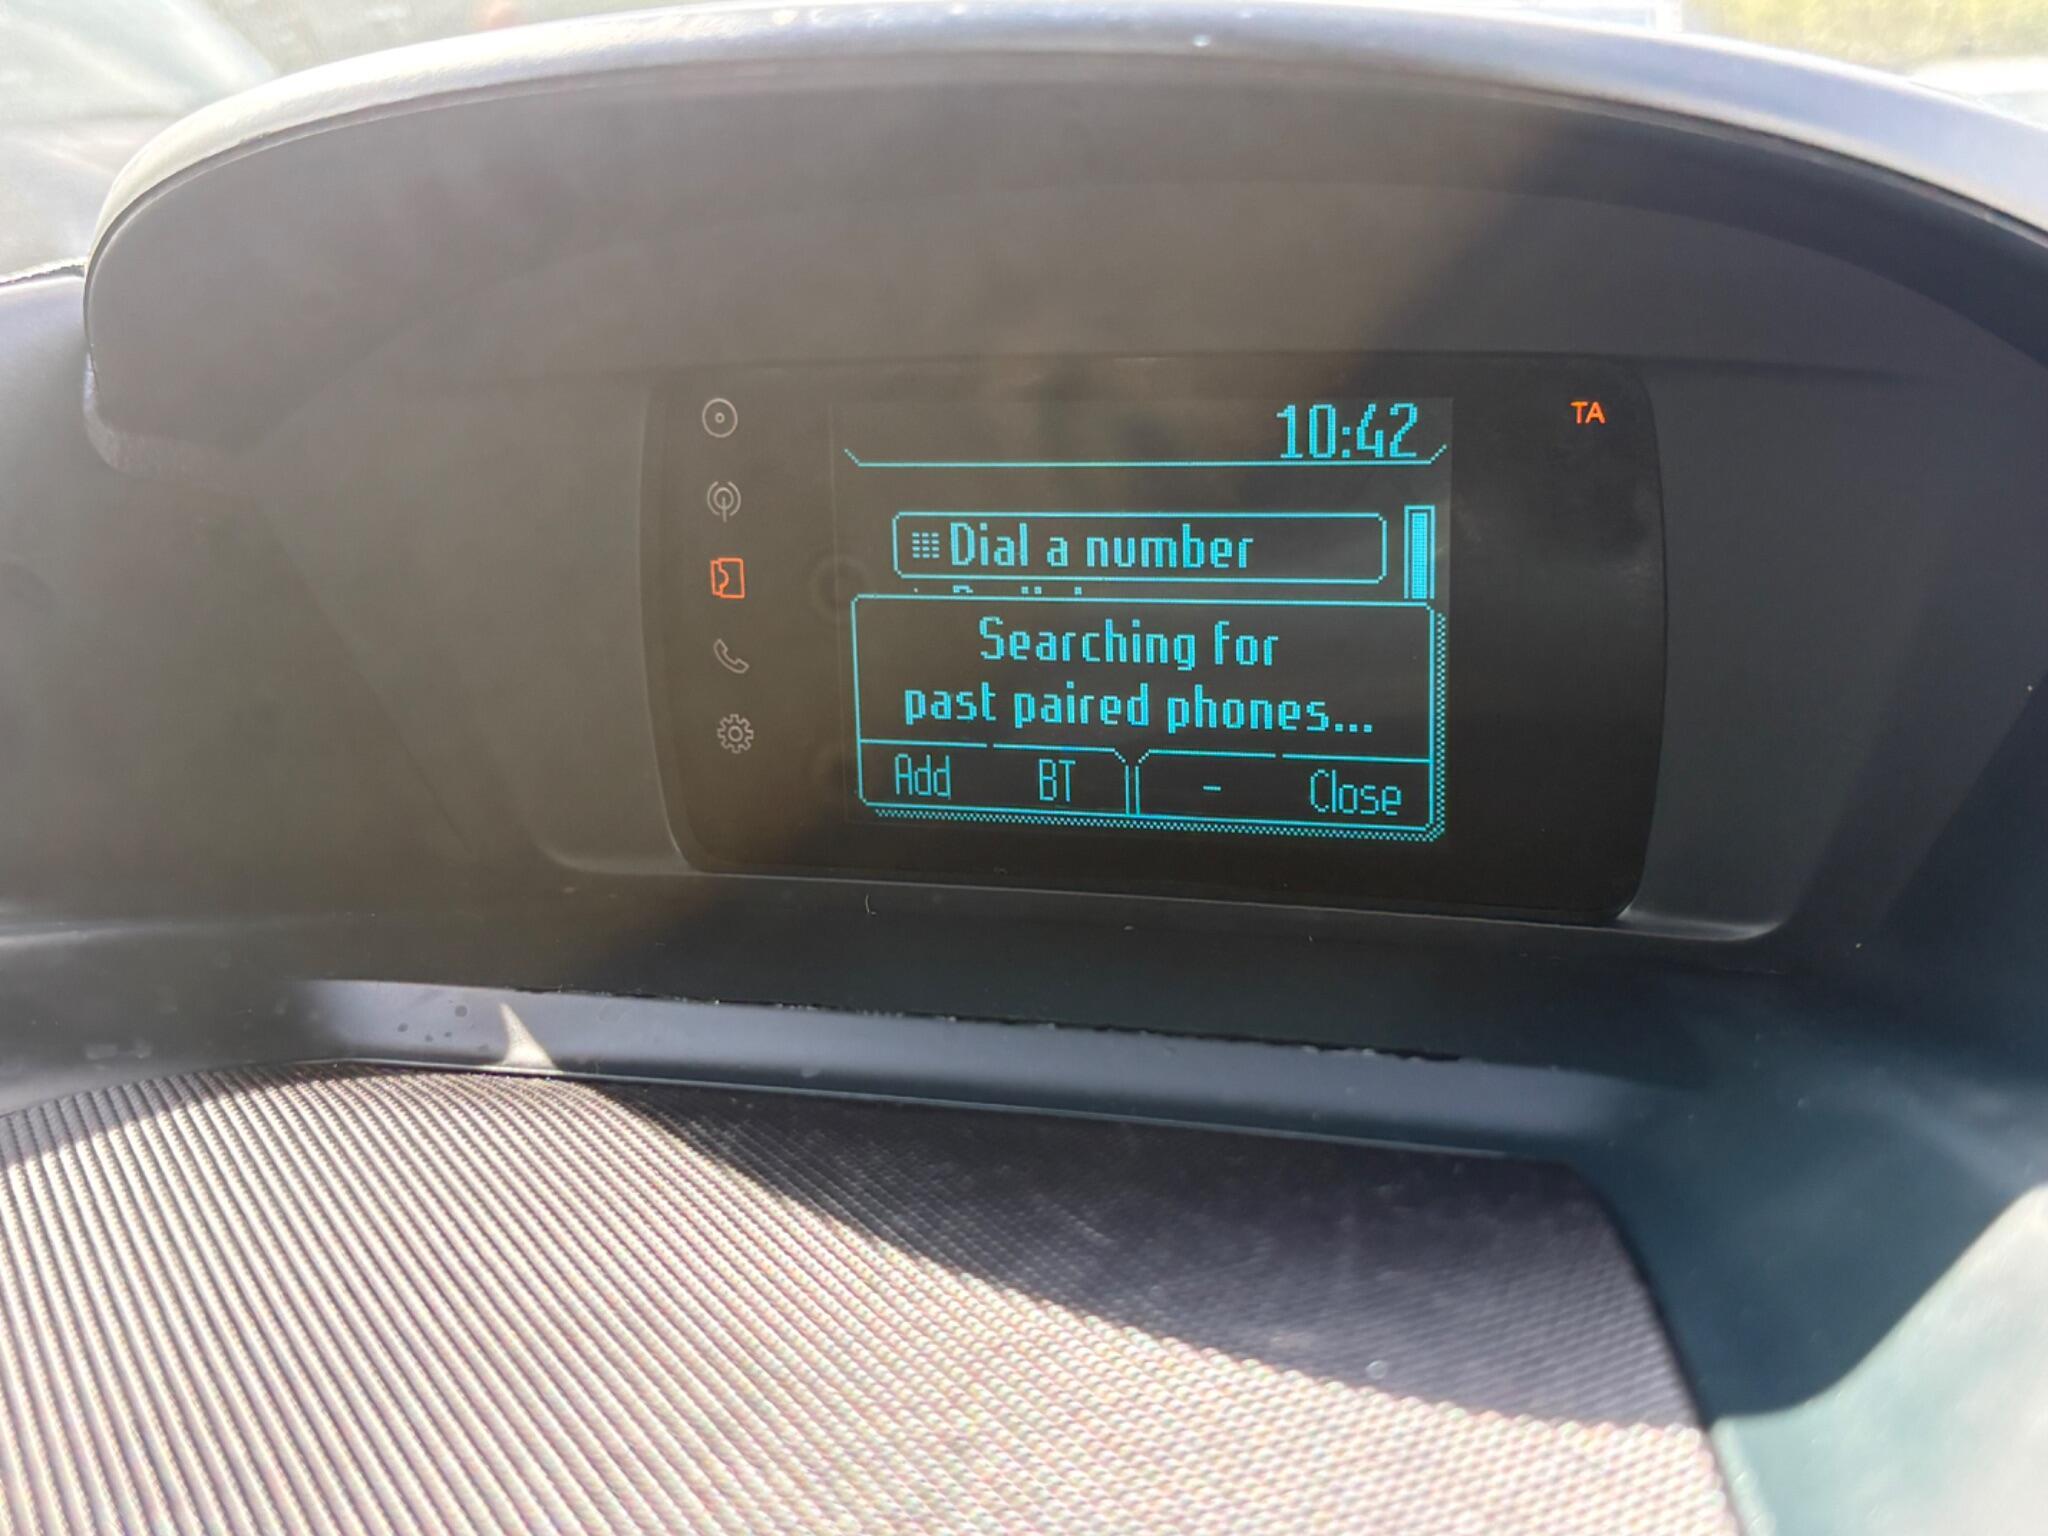 10:42
TA
Dial a number
Searching for
past paired phones...
Add BT - Close